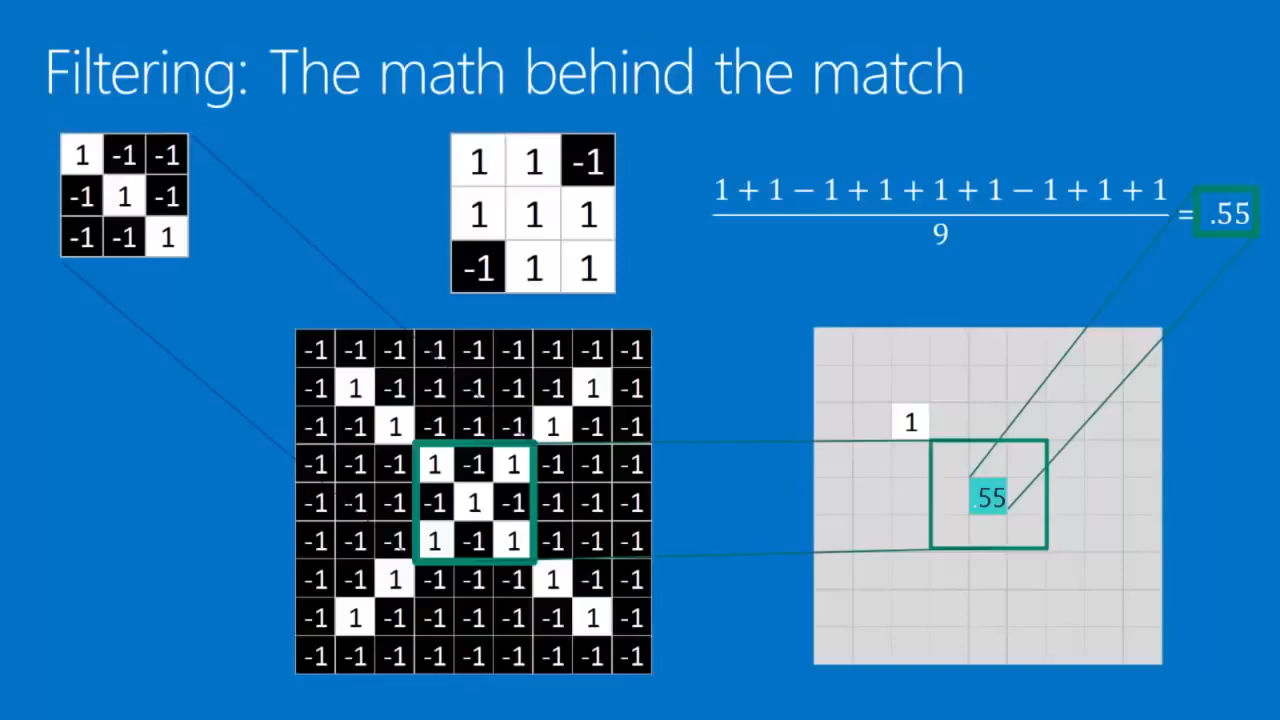 Filtering: The math behind the match
1 -1 -1
-1 1 -1
-1 -1 1
1 1 -1
1 1 1
-1 1 1
1 + 1 − 1 + 1 + 1 + 1 − 1 + 1 + 1
9
= .55
-1 -1 -1 -1 -1 -1 -1 -1 -1
-1 1 -1 -1 -1 -1 -1 1 -1
-1 -1 1 -1 -1 -1 1 -1 -1
-1 -1 -1 1 -1 1 -1 -1 -1
-1 -1 -1 -1 1 -1 -1 -1 -1
-1 -1 -1 1 -1 1 -1 -1 -1
-1 -1 1 -1 -1 -1 1 -1 -1
-1 1 -1 -1 -1 -1 -1 1 -1
-1 -1 -1 -1 -1 -1 -1 -1 -1
1
.55